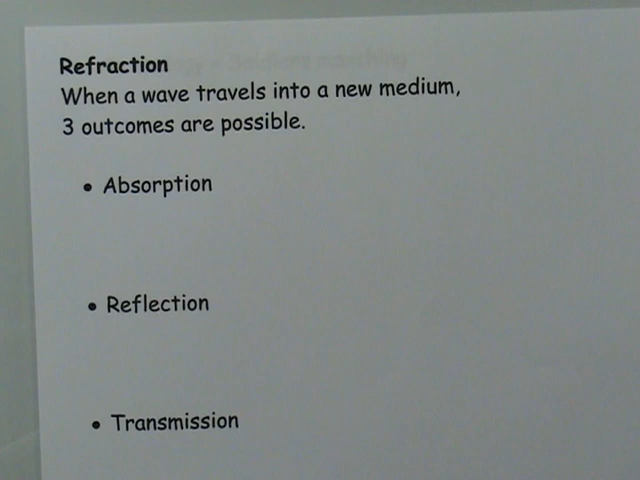 Refraction
When a wave travels into a new medium,
3 outcomes are possible.
• Absorption
• Reflection
• Transmission